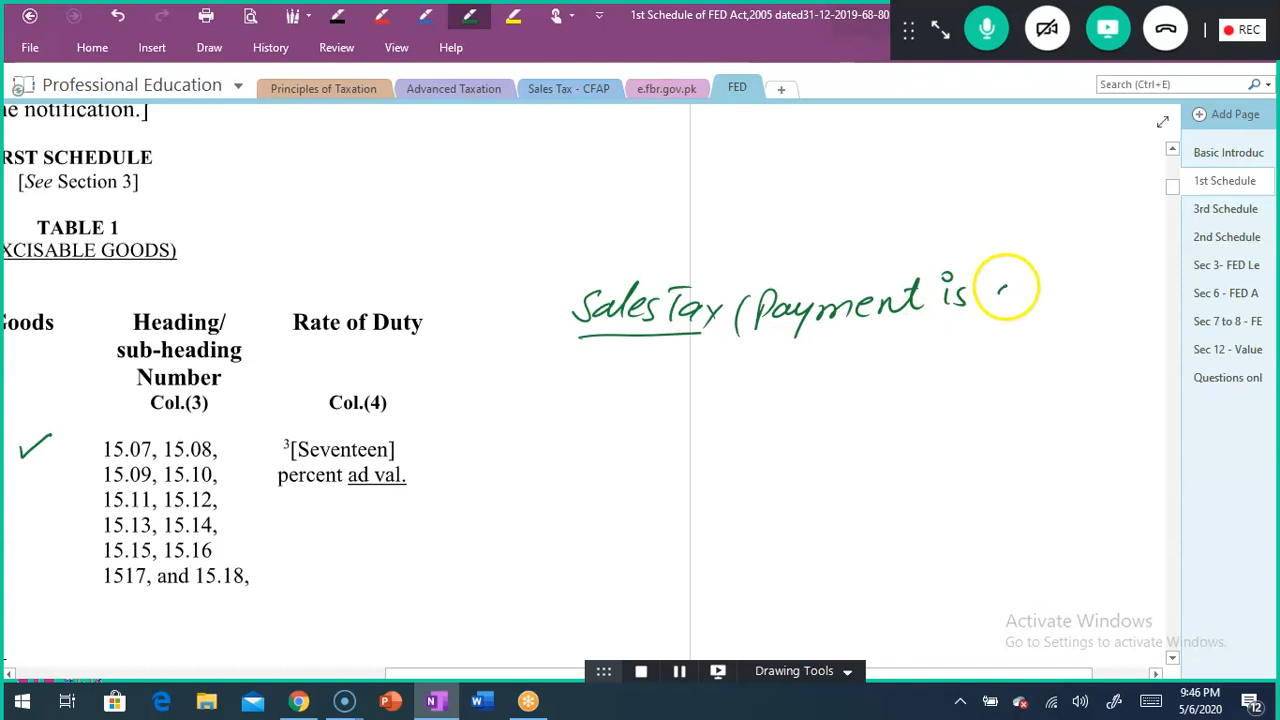 1st Schedule of FED Act,2005 dated31-12-2019-68-80
REC
File Home Insert Draw History Review View Help
Professional Education
Principles of Taxation
Advanced Taxation
Sales Tax - CFAP
e.fbr.gov.pk
FED
Search (Ctrl+E)
Add Page
Basic Introduc
1st Schedule
3rd Schedule
2nd Schedule
Sec 3- FED Le
Sec 6 - FED A
Sec 7 to 8 - FE
Sec 12 - Value
Questions onl
ne notification.]
RST SCHEDULE
[See Section 3]
TABLE 1
XCISABLE GOODS)
Goods
Heading/
sub-heading
Number
Col.(3)
Rate of Duty
Col.(4)
15.07, 15.08,
15.09, 15.10,
15.11, 15.12,
15.13, 15.14,
15.15, 15.16
1517, and 15.18,
3[Seventeen]
percent ad val.
Sales Tax (Payment is
Activate Windows
Go to Settings to activate Windows.
Drawing Tools
9:46 PM
5/6/2020
12